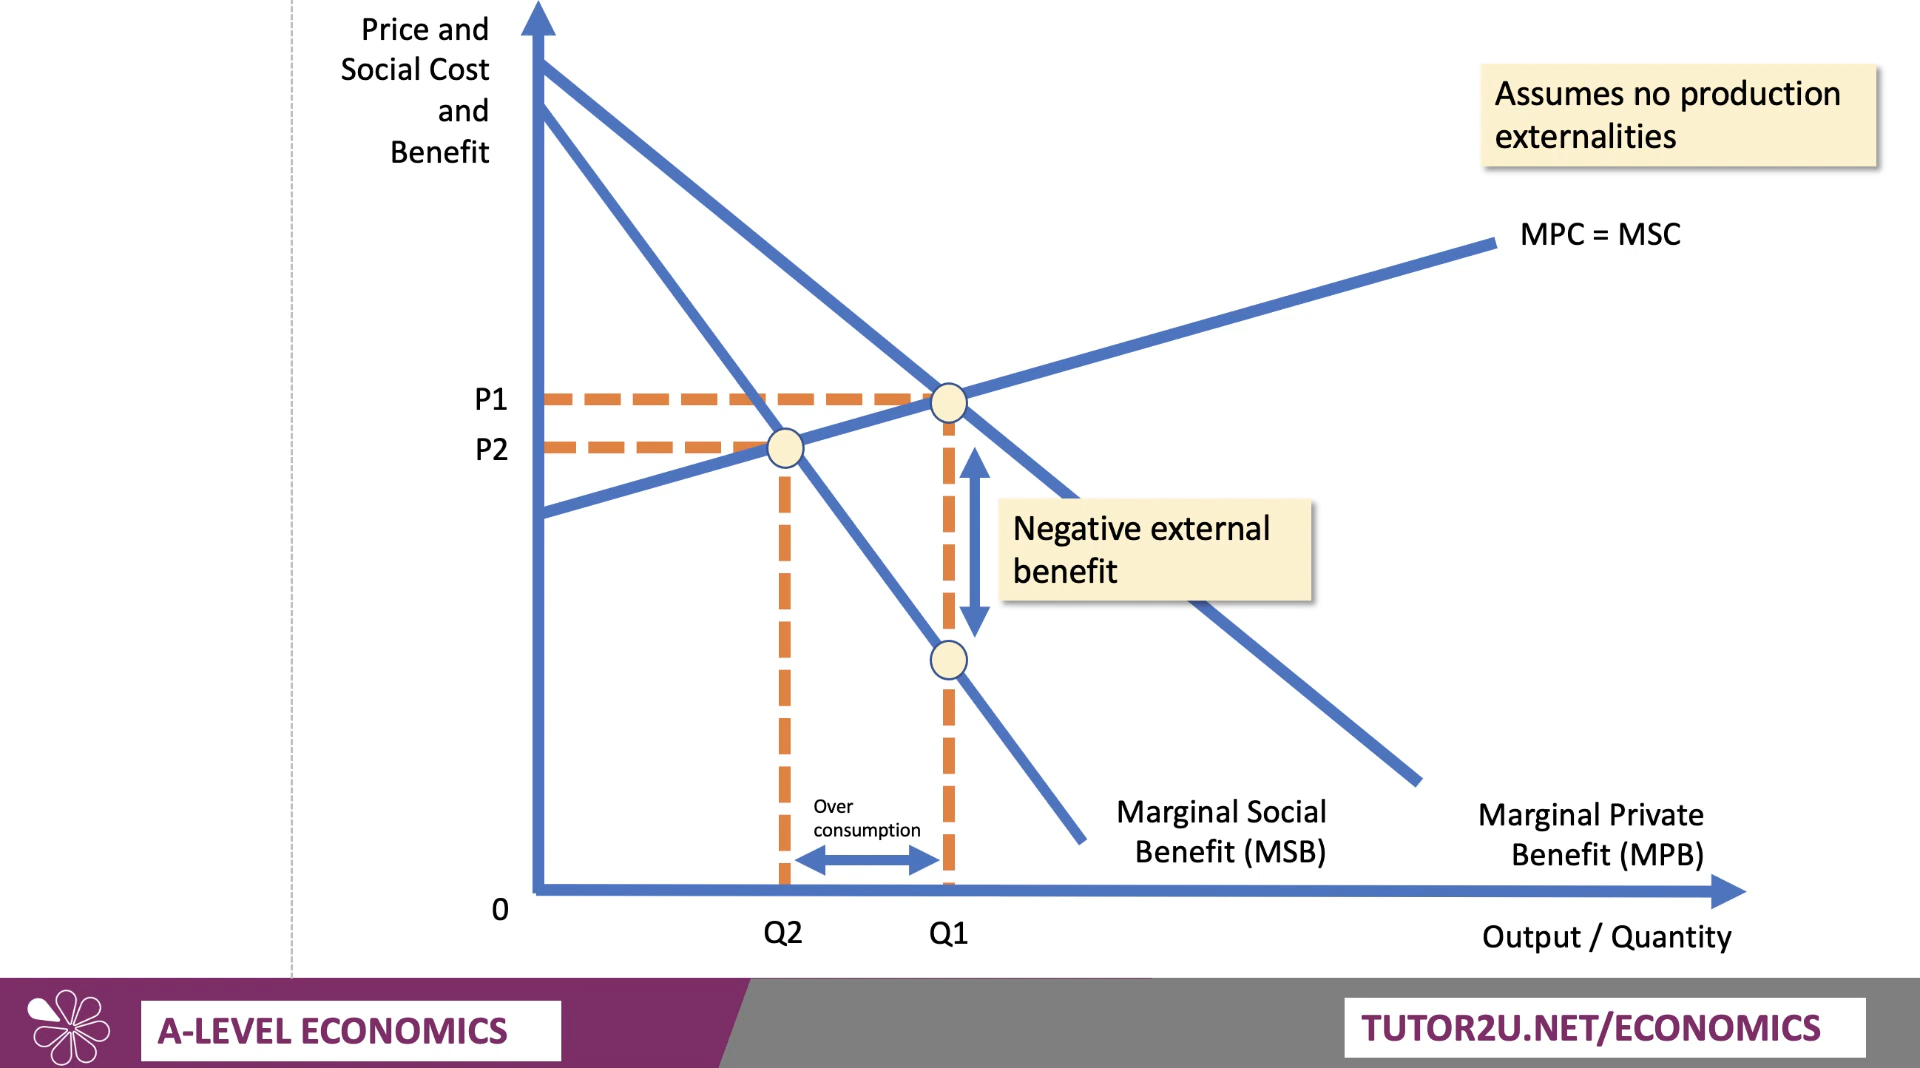 Price and
Social Cost
and
Benefit
Assumes no production
externalities
MPC = MSC
P1
P2
Negative external
benefit
Over
consumption
Marginal Social
Benefit (MSB)
Marginal Private
Benefit (MPB)
0
Q2
Q1
Output / Quantity
A-LEVEL ECONOMICS
TUTOR2U.NET/ECONOMICS